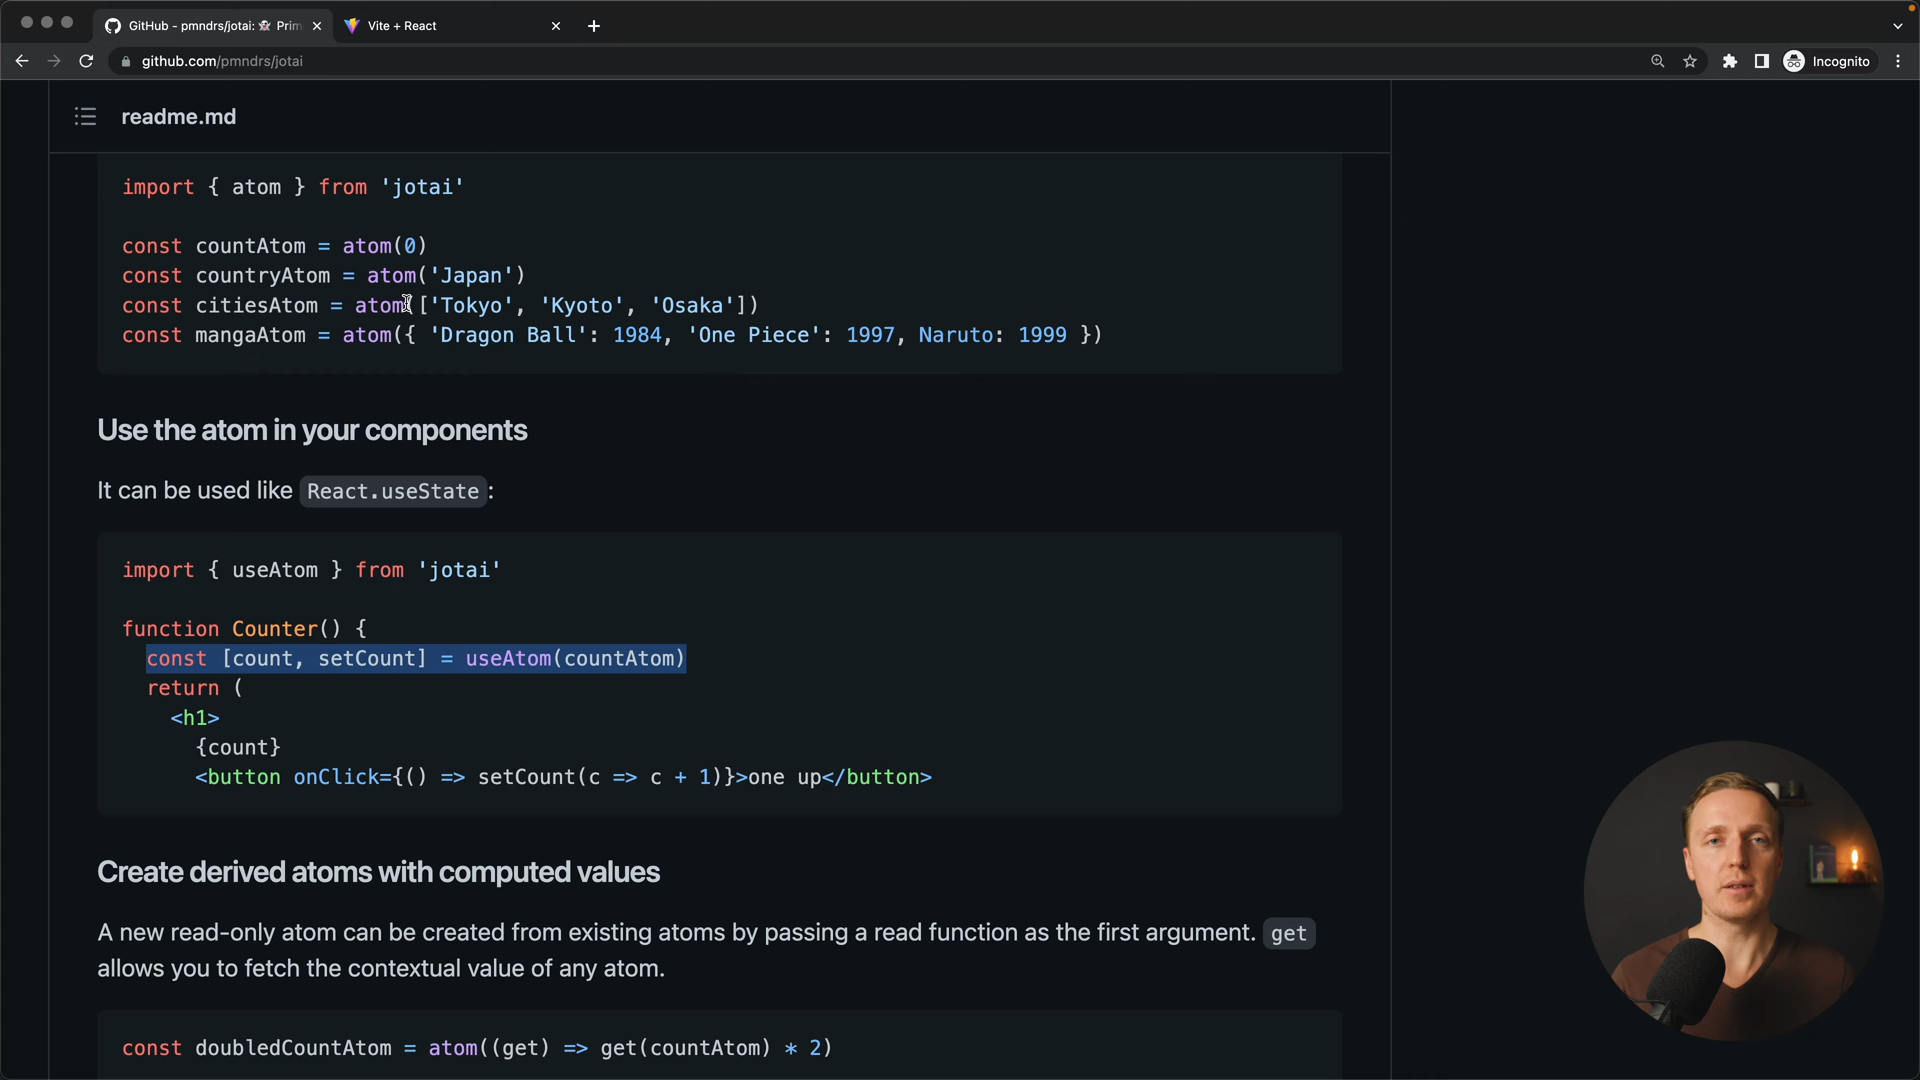 GitHub - pmndrs/jotai: 👻 Prim
Vite + React
github.com/pmndrs/jotai
Incognito
readme.md
import { atom } from 'jotai'
const countAtom = atom(0)
const countryAtom = atom('Japan')
const citiesAtom = atom(['Tokyo', 'Kyoto', 'Osaka'])
const mangaAtom = atom({ 'Dragon Ball': 1984, 'One Piece': 1997, Naruto: 1999 })
Use the atom in your components
It can be used like React.useState:
import { useAtom } from 'jotai'
function Counter() {
const [count, setCount] = useAtom(countAtom)
return (
<h1>
{count}
<button onClick={() => setCount(c => c + 1)}>one up</button>
Create derived atoms with computed values
A new read-only atom can be created from existing atoms by passing a read function as the first argument. get
allows you to fetch the contextual value of any atom.
const doubledCountAtom = atom((get) => get(countAtom) * 2)